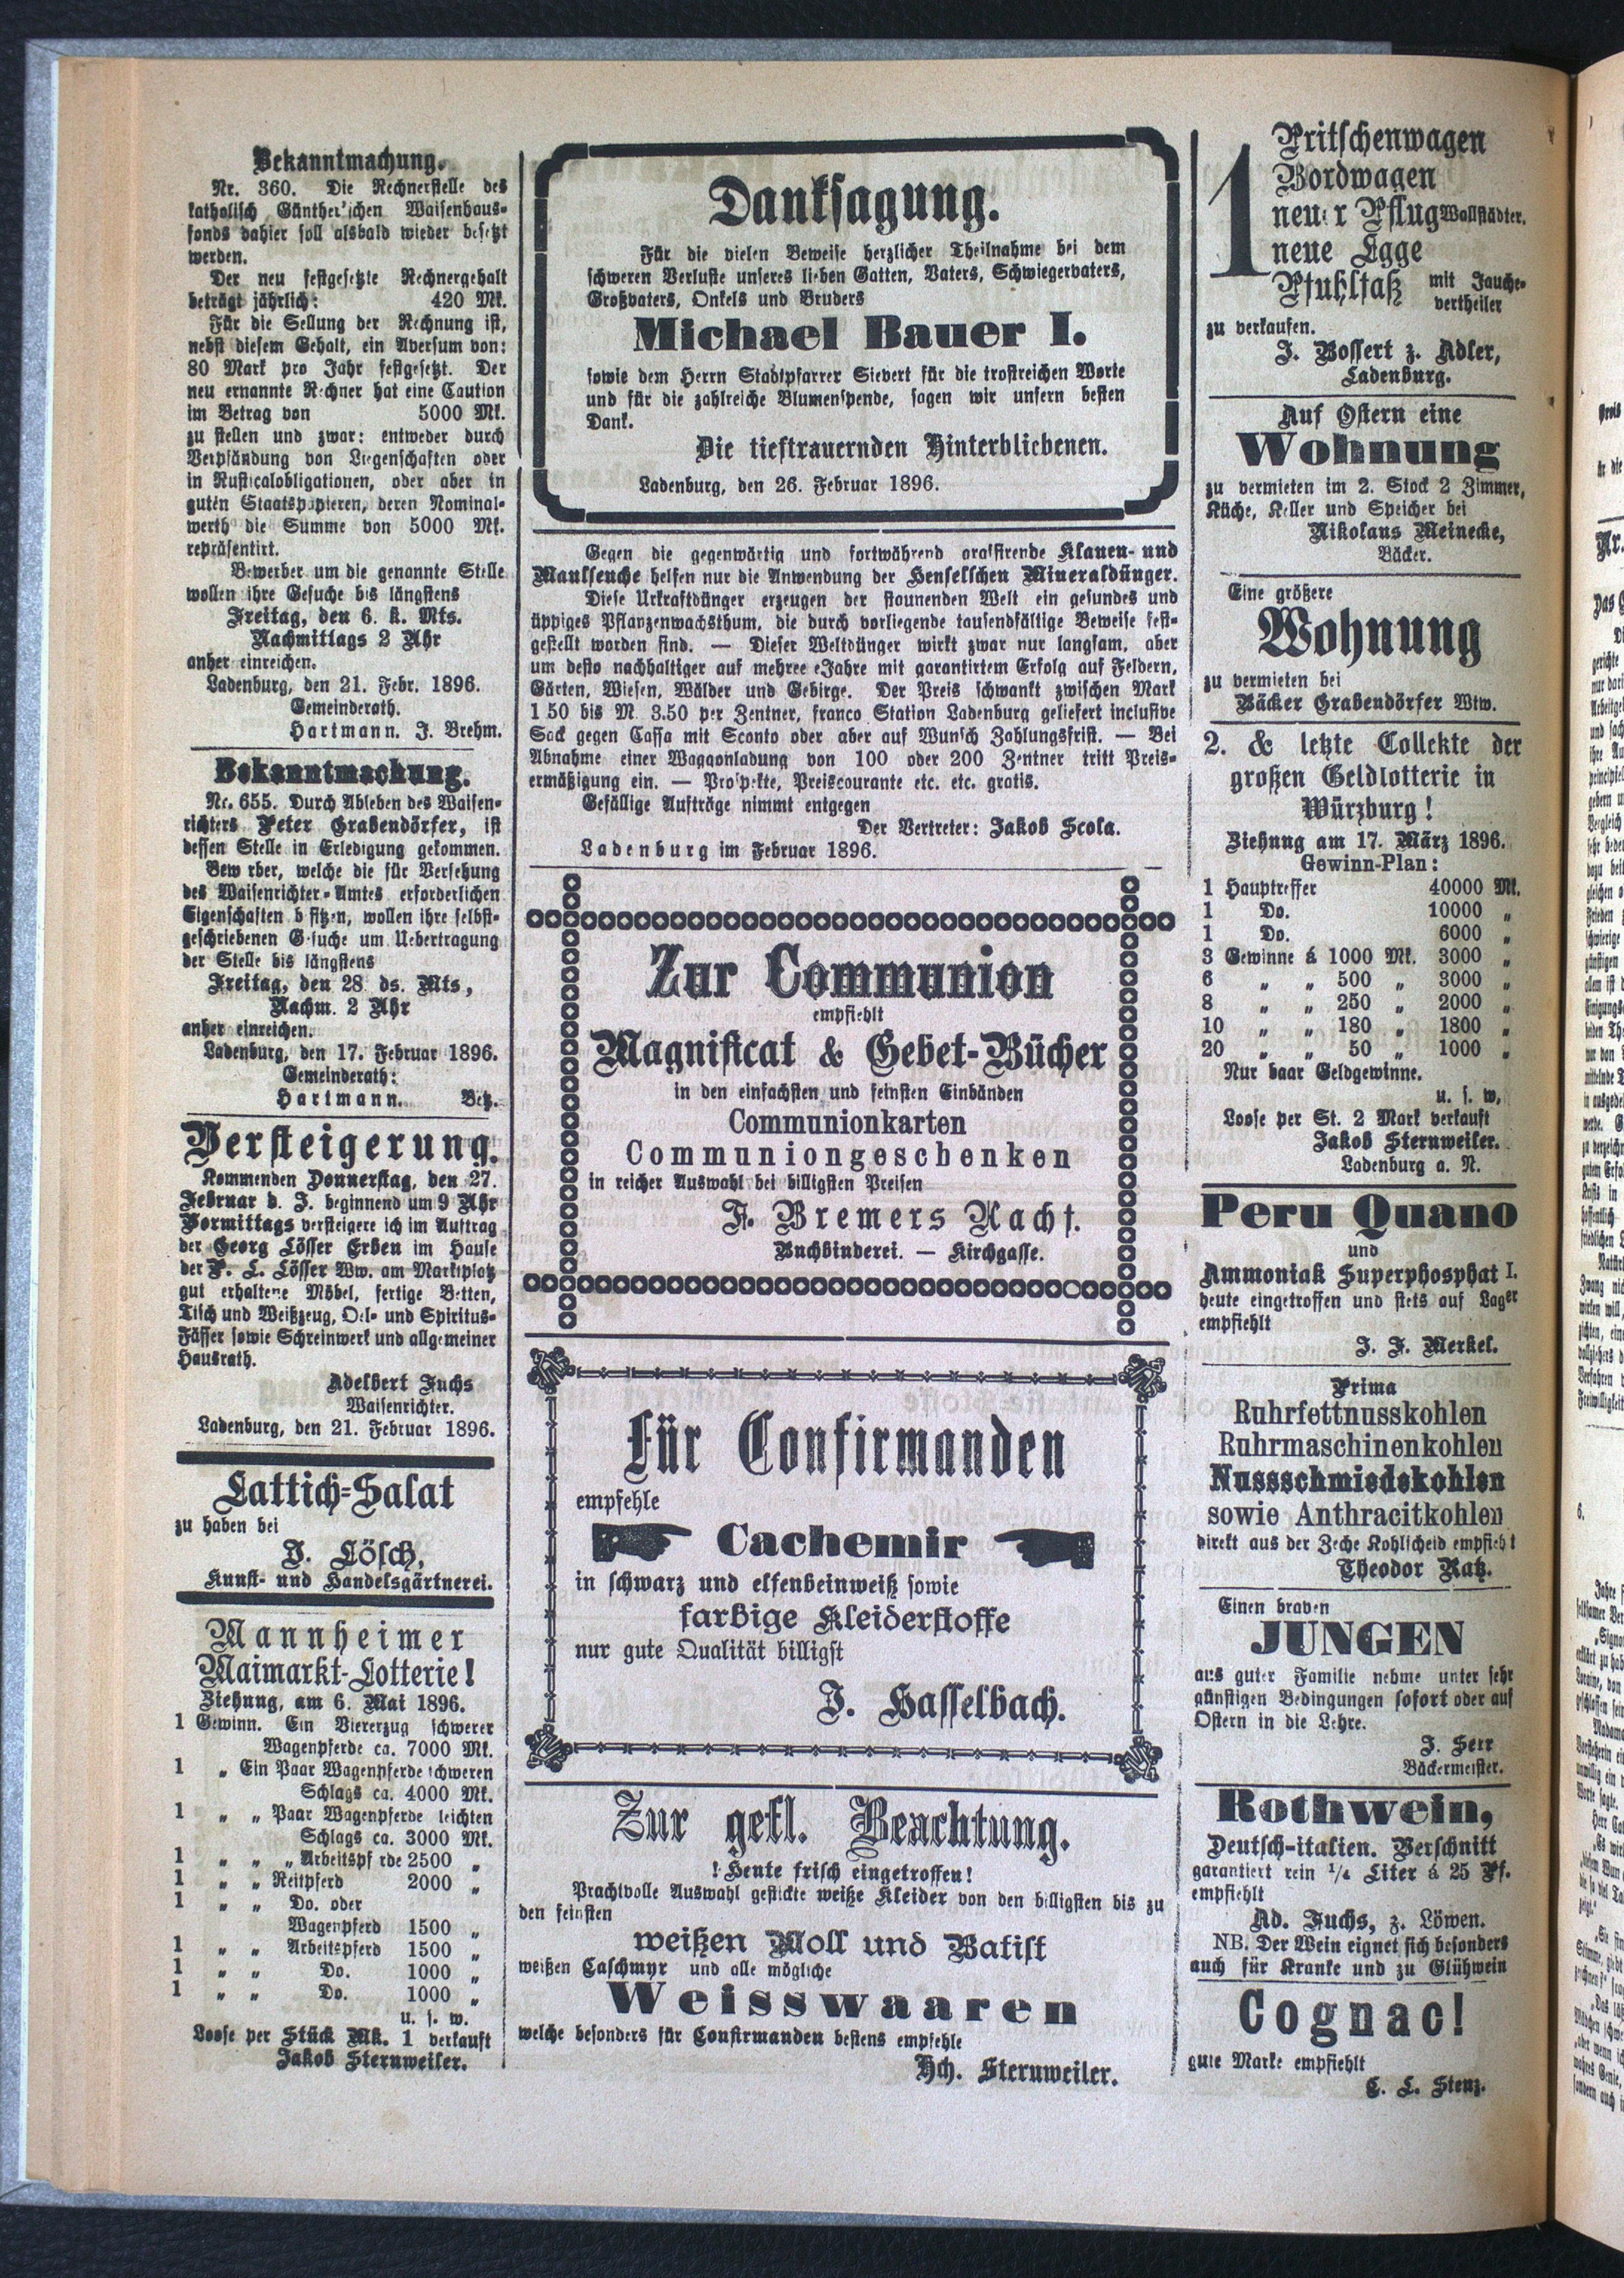 Bekanntmachung.
Nr. 360. Die Rechnerstelle des
katholisch Günther'schen Waisenhaus-
fonds dahier soll alsbald wieder besetzt
werden.
Der neu festgesetzte Rechnergehalt
beträgt jährlich: 420 Mk.
Für die Sellung der Rechnung ist,
nebst diesem Gehalt, ein Aversum von:
80 Mark pro Jahr festgesetzt. Der
neu ernannte Rechner hat eine Caution
im Betrag von 5000 Mk.
zu stellen und zwar: entweder durch
Verpfändung von Liegenschaften oder
in Rusticalobligationen, oder aber in
guten Staatspapieren, deren Nominal-
werth die Summe von 5000 Mk.
repräsentirt.
Bewerber um die genannte Stelle
wollen ihre Gesuche bis längstens
Freitag, den 6. k. Mts.
Nachmittags 2 Uhr
anher einreichen.
Ladenburg, den 21. Febr. 1896.
Gemeinderath.
Hartmann. J. Brehm.
Bekanntmachung.
Nr. 655. Durch Ableben des Waisen-
richters Peter Grabendörfer, ist
dessen Stelle in Erledigung gekommen.
Bew rber, welche die für Versehung
des Waisenrichter-Amtes erforderlichen
Eigenschaften b sitzen, wollen ihre selbst-
geschriebenen Gesuche um Uebertragung
der Stelle bis längstens
Freitag, den 28. ds. Mts,
Nachm. 2 Uhr
anher einreichen.
Ladenburg, den 17. Februar 1896.
Gemeinderath:
Hartmann. Betz.
Versteigerung.
Kommenden Donnerstag, den 27.
Februar d. J. beginnend um 9 Uhr
Vormittags versteigere ich im Auftrag
der Georg Lösser Erben im Hause
der P. L. Lösser Ww. am Marktplatz
gut erhaltene Möbel, fertige Betten,
Tisch und Weißzeug, Oel- und Spiritus-
Fässer sowie Schreinwerk und allgemeiner
Hausrath.
Adelbert Fuchs
Waisenrichter.
Ladenburg, den 21. Februar 1896.
Lattich-Salat
zu haben bei
J. Lösch,
Kunst- und Handelsgärtnerei.
Mannheimer
Maimarkt-Lotterie!
Ziehung, am 6. Mai 1896.
1 Gewinn. Ein Viererzug schwerer
Wagenpferde ca. 7000 Mk.
1 „ Ein Paar Wagenpferde schweren
Schlags ca. 4000 Mk.
1 „ „ Paar Wagenpferde leichten
Schlags ca. 3000 Mk.
1 „ „ „ Arbeitspf rde 2500 „
1 „ „ Reitpferd 2000 „
1 „ „ Do. oder
Wagenpferd 1500 „
1 „ „ Arbeitspferd 1500 „
1 „ „ Do. 1000 „
1 „ „ Do. 1000 „
u. s. w.
Loose per Stück Mk. 1 verkauft
Jakob Sternweiler.
Danksagung.
Für die vielen Beweise herzlicher Theilnahme bei dem
schweren Verluste unseres lieben Gatten, Vaters, Schwiegervaters,
Großvaters, Onkels und Bruders
Michael Bauer I.
sowie dem Herrn Stadtpfarrer Sievert für die trostreichen Worte
und für die zahlreiche Blumenspende, sagen wir unsern besten
Dank.
Die tieftrauernden Hinterbliebenen.
Ladenburg, den 26. Februar 1896.
Gegen die gegenwärtig und fortwährend grassirende Klauen- und
Maulseuche helfen nur die Anwendung der Henselschen Mineraldünger.
Diese Urkraftdünger erzeugen der staunenden Welt ein gesundes und
üppiges Pflanzenwachsthum, die durch vorliegende tausendfältige Beweise fest-
gestellt worden sind. — Dieser Weltdünger wirkt zwar nur langsam, aber
um desto nachhaltiger auf mehree eJahre mit garantirtem Erfolg auf Feldern,
Gärten, Wiesen, Wälder und Gebirge. Der Preis schwankt zwischen Mark
1 50 bis M. 3.50 per Zentner, franco Station Ladenburg geliefert inclusive
Sack gegen Cassa mit Sconto oder aber auf Wunsch Zahlungsfrist. — Bei
Abnahme einer Waggonladung von 100 oder 200 Zentner tritt Preis-
ermäßigung ein. — Prospekte, Preiscourante etc. etc. gratis.
Gefällige Aufträge nimmt entgegen
Der Vertreter: Jakob Scola.
Ladenburg im Februar 1896.
Zur Communion
empfiehlt
Magnificat & Gebet-Bücher
in den einfachsten und feinsten Einbänden
Communionkarten
Communiongeschenken
in reicher Auswahl bei billigsten Preisen
F. Bremers Nachf.
Buchbinderei. — Kirchgasse.
Für Confirmanden
empfehle
Cachemir
in schwarz und elfenbeinweiß sowie
farbige Kleiderstoffe
nur gute Qualität billigst
J. Hasselbach.
Zur gefl. Beachtung.
! Heute frisch eingetroffen!
Prachtvolle Auswahl gestickte weiße Kleider von den billigsten bis zu
den feinsten
weißen Moll und Batist
weißen Caschmyr und alle mögliche
Weisswaaren
welche besonders für Confirmanden bestens empfehle
Hch. Sternweiler.
1 Pritschenwagen
Bordwagen
neuer Pflug Wallstädter.
neue Egge
Pfuhlfaß mit Jauche-
vertheiler
zu verkaufen.
J. Bossert z. Adler,
Ladenburg.
Auf Ostern eine
Wohnung
zu vermieten im 2. Stock 2 Zimmer,
Küche, Keller und Speicher bei
Nikolaus Meinecke,
Bäcker.
Eine größere
Wohnung
zu vermieten bei
Bäcker Grabendörfer Wtw.
2. & letzte Collekte der
großen Geldlotterie in
Würzburg!
Ziehung am 17. März 1896.
Gewinn-Plan:
1 Haupttreffer 40000 Mk.
1 Do. 10000 „
1 Do. 6000 „
3 Gewinne á 1000 Mk. 3000 „
6 „ „ 500 „ 3000 „
8 „ „ 250 „ 2000 „
10 „ „ 180 „ 1800 „
20 „ „ 50 „ 1000 „
Nur baar Geldgewinne.
u. s. w.
Loose per St. 2 Mark verkauft
Jakob Sternweiler.
Ladenburg a. N.
Peru Quano
und
Ammoniak Superphosphat I.
heute eingetroffen und stets auf Lager
empfiehlt
J. F. Merkel.
Prima
Ruhrfettnusskohlen
Ruhrmaschinenkohlen
Nussschmiedekohlen
sowie Anthracitkohlen
direkt aus der Zeche Kohlscheid empfiehlt
Theodor Ratz.
Einen braven
JUNGEN
aus guter Familie nehme unter sehr
günstigen Bedingungen sofort oder auf
Ostern in die Lehre.
J. Serr
Bäckermeister.
Rothwein,
Deutsch-italien. Verschnitt
garantiert rein 1/4 Liter á 25 Pf.
empfiehlt
Ad. Fuchs, z. Löwen.
NB. Der Wein eignet sich besonders
auch für Kranke und zu Glühwein
Cognac!
gute Marke empfiehlt
C. L. Stenz.